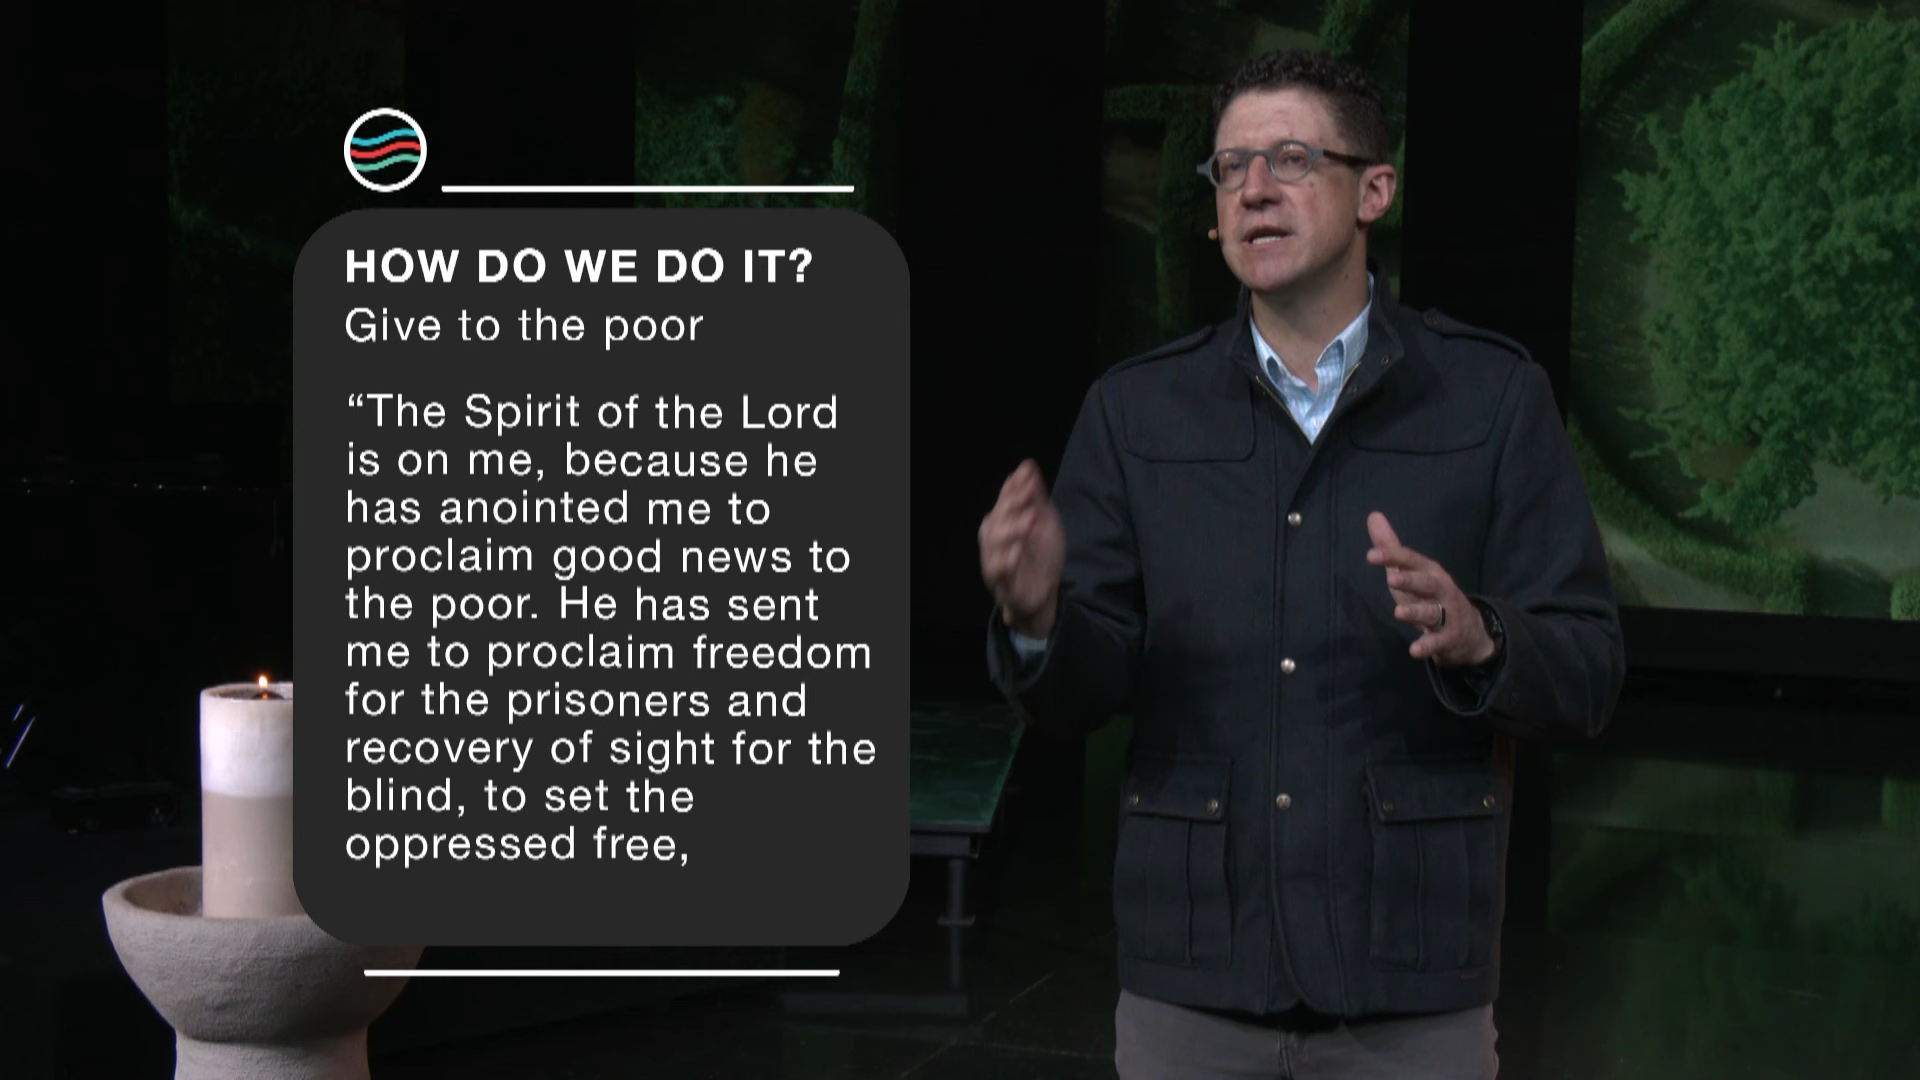 HOW DO WE DO IT?
Give to the poor
“The Spirit of the Lord
is on me, because he
has anointed me to
proclaim good news to
the poor. He has sent
me to proclaim freedom
for the prisoners and
recovery of sight for the
blind, to set the
oppressed free,